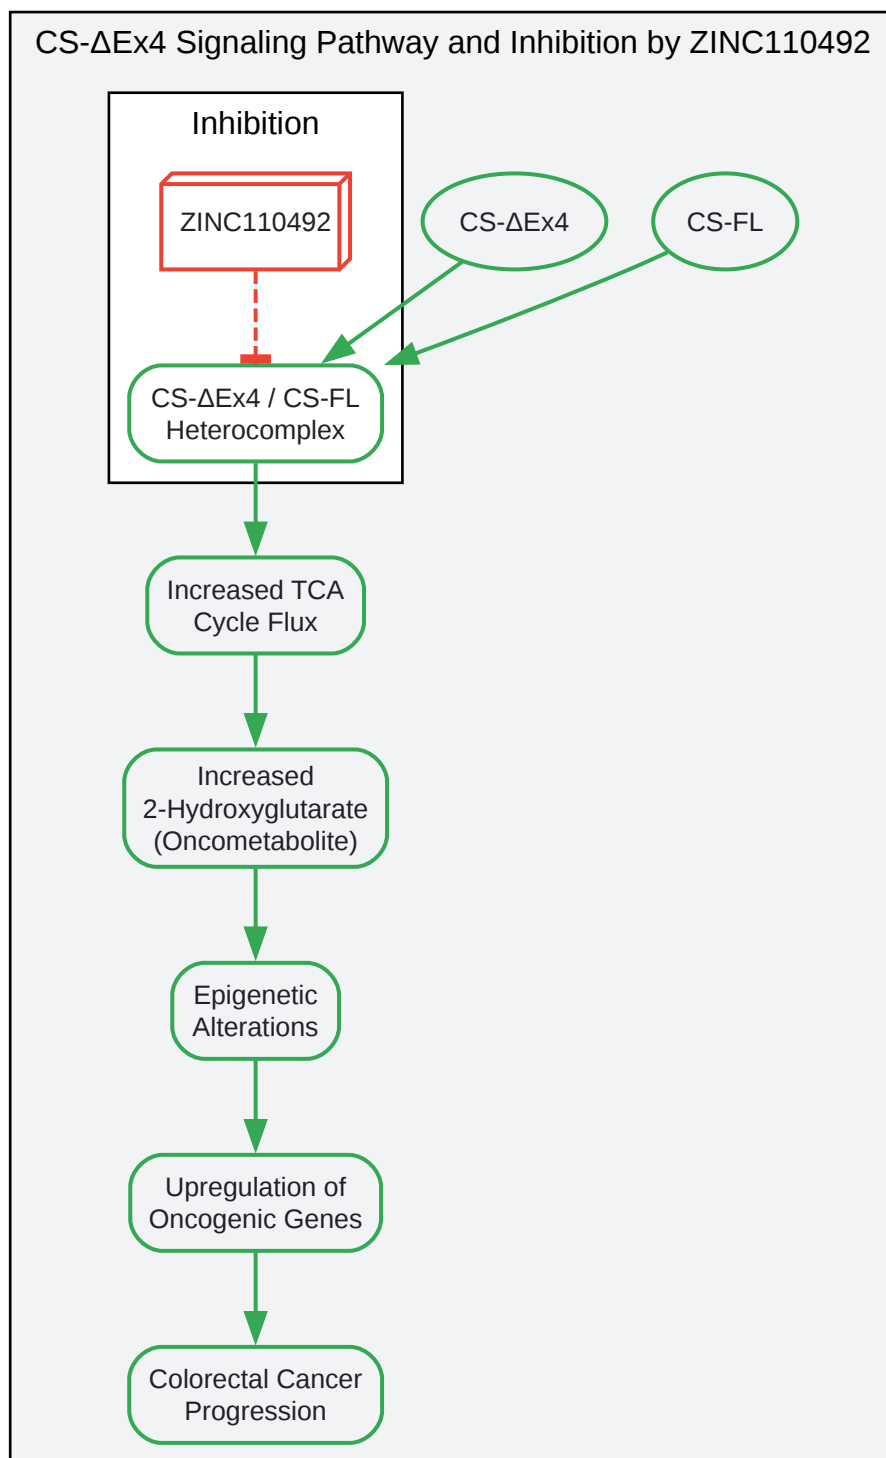 CS-ΔEx4 Signaling Pathway and Inhibition by ZINC110492
Inhibition
ZINC110492
CS-ΔEx4
CS-FL
CS-ΔEx4 / CS-FL
Heterocomplex
Increased TCA
Cycle Flux
Increased
2-Hydroxyglutarate
(Oncometabolite)
Epigenetic
Alterations
Upregulation of
Oncogenic Genes
Colorectal Cancer
Progression